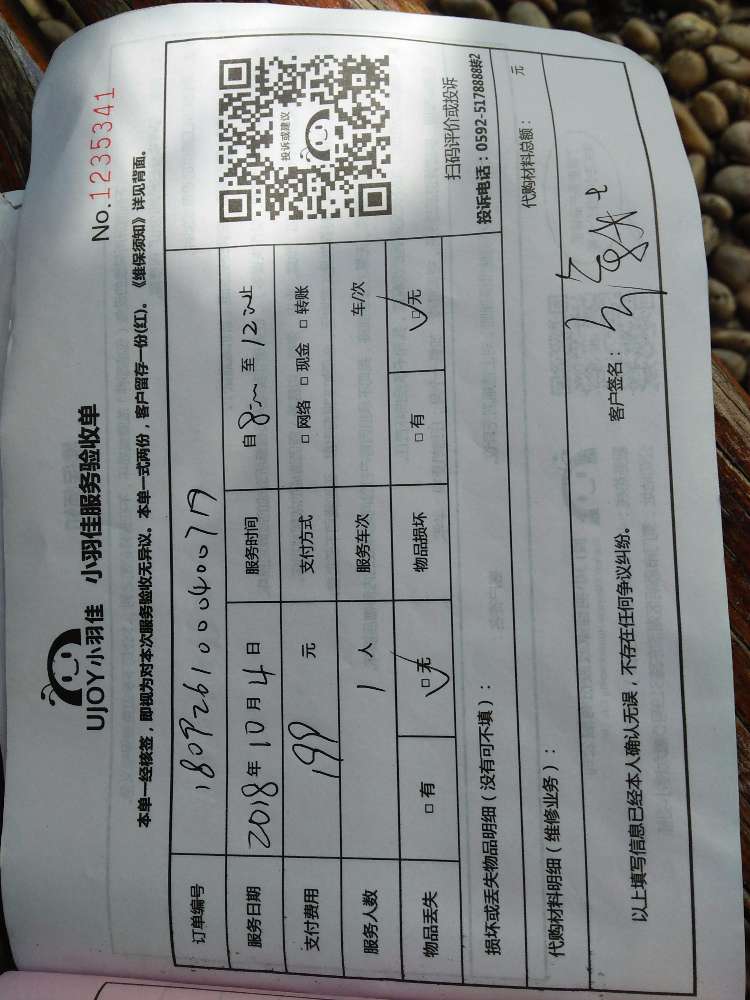 UJOY小羽佳 小羽佳服务验收单
No.1235341
本单一经核签，即视为对本次服务验收无异议。本单一式两份，客户留存一份(红)。《维保须知》详见背面。
订单编号 180926100040071
服务日期 2018年10月4日 服务时间 自8:00至12:00止
支付费用 199元 支付方式 □网络 □现金 □转账
服务人数 1人 服务车次 车/次
物品丢失 □有 □无 物品损坏 □有 □无
投诉或建议
扫码评价或投诉
投诉电话：0592-5178888转2
损坏或丢失物品明细（没有可不填）：
代购材料明细（维修业务）： 代购材料总额： 元
以上填写信息已经本人确认无误，不存在任何争议纠纷。 客户签名：